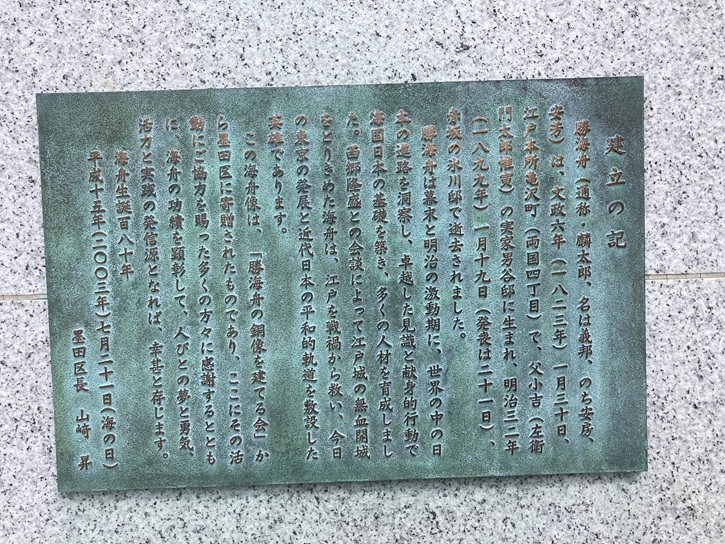 建立の記
勝海舟（通称・麟太郎、名は義邦、のち安房、
安芳）は、文政六年（一八二三年）一月三十日、
江戸本所亀沢町（両国四丁目）で、父小吉（左衛
門太郎惟寅）の実家男谷邸に生まれ、明治三二年
（一八九九年）一月十九日（発喪は二十一日）、
赤坂の氷川邸で逝去されました。
勝海舟は幕末と明治の激動期に、世界の中の日
本の進路を洞察し、卓越した見識と献身的行動で
海国日本の基礎を築き、多くの人材を育成しまし
た。西郷隆盛との会談によって江戸城の無血開城
をとりきめた海舟は、江戸を戦禍から救い、今日
の東京の発展と近代日本の平和的軌道を敷設した
英雄であります。
この海舟像は、「勝海舟の銅像を建てる会」か
ら墨田区に寄贈されたものであり、ここにその活
動にご協力を賜った多くの方々に感謝するととも
に、海舟の功績を顕彰して、人びとの夢と勇気、
活力と実践の発信源となれば、幸甚と存じます。
海舟生誕百八十年
平成十五年（二〇〇三年）七月二十一日（海の日）
墨田区長 山﨑 昇